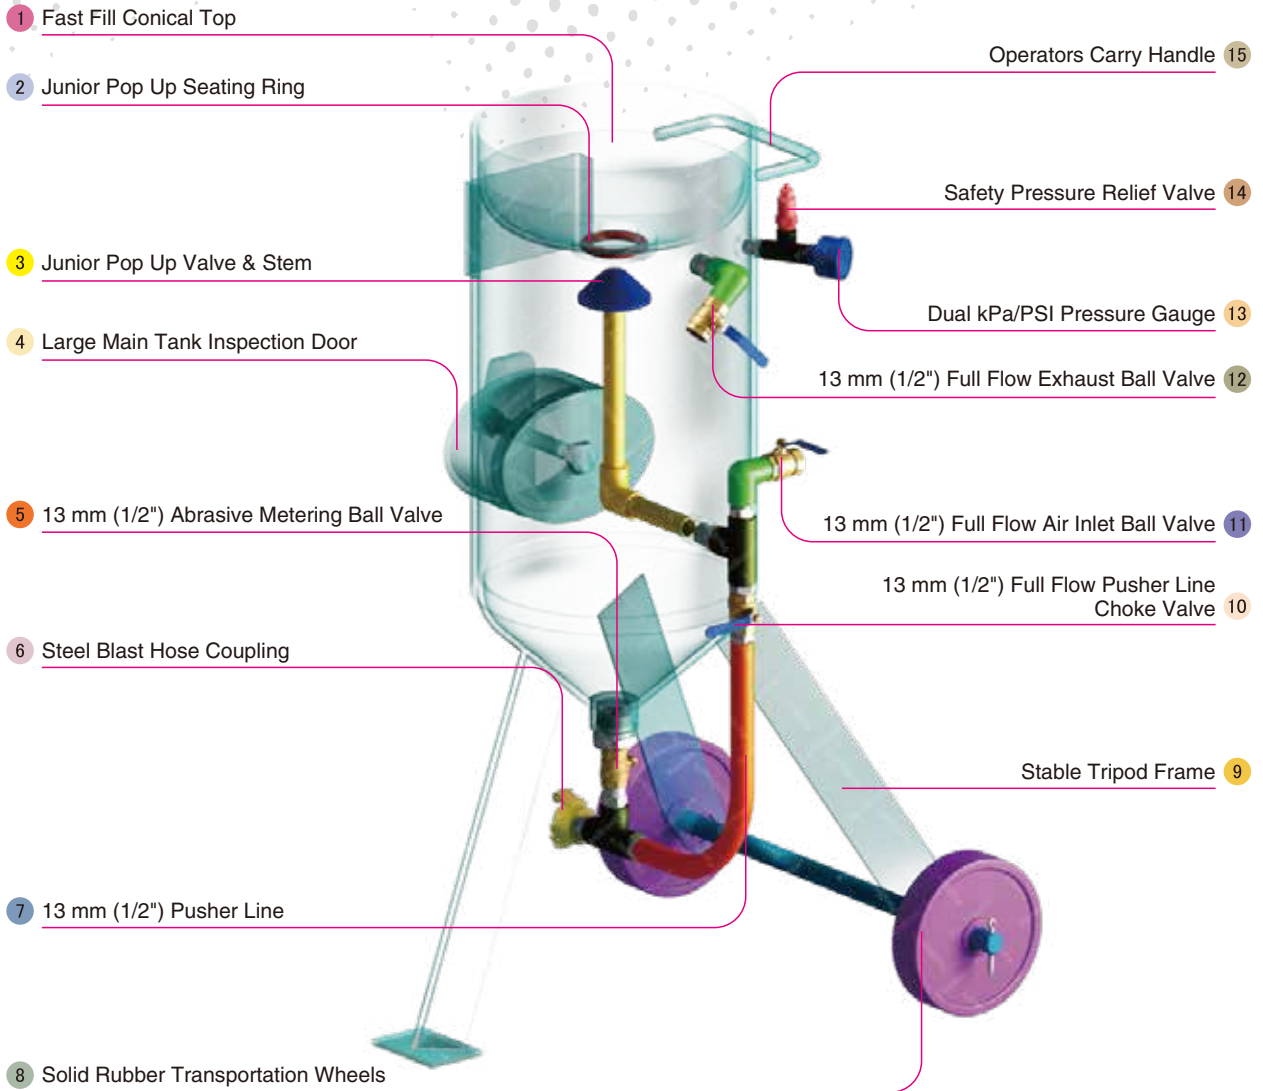 1 Fast Fill Conical Top
2 Junior Pop Up Seating Ring
3 Junior Pop Up Valve & Stem
4 Large Main Tank Inspection Door
5 13 mm (1/2") Abrasive Metering Ball Valve
6 Steel Blast Hose Coupling
7 13 mm (1/2") Pusher Line
8 Solid Rubber Transportation Wheels
Operators Carry Handle 15
Safety Pressure Relief Valve 14
Dual kPa/PSI Pressure Gauge 13
13 mm (1/2") Full Flow Exhaust Ball Valve 12
13 mm (1/2") Full Flow Air Inlet Ball Valve 11
13 mm (1/2") Full Flow Pusher Line
Choke Valve 10
Stable Tripod Frame 9